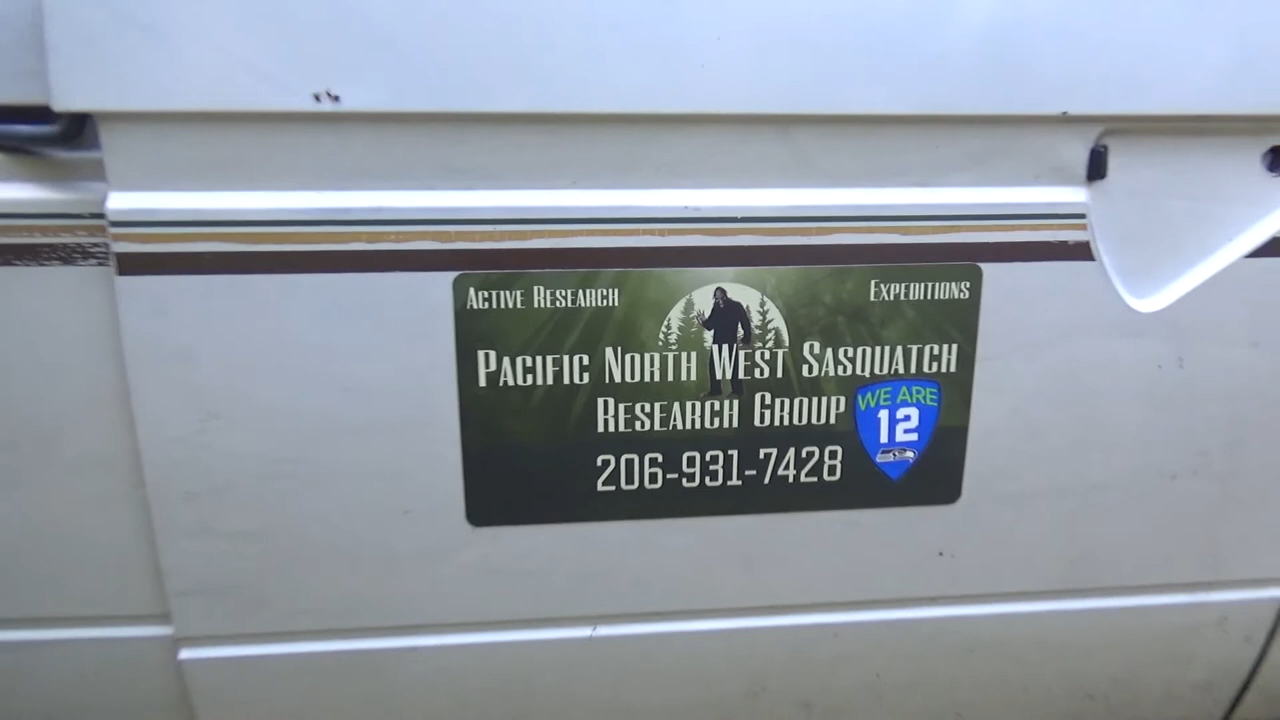 Active Research
Expeditions
Pacific North West Sasquatch
Research Group
206-931-7428
WE ARE
12